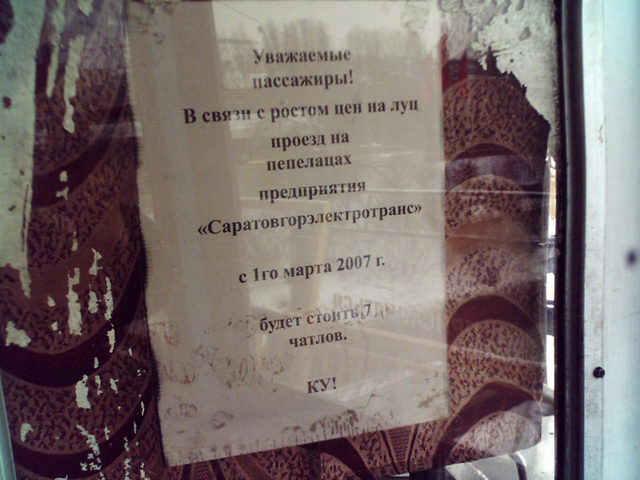 Уважаемые
пассажиры!
В связи с ростом цен на луц
проезд на
пепелацах
предприятия
«Саратовгорэлектротранс»
с 1го марта 2007 г.
будет стоить 7
чатлов.
КУ!